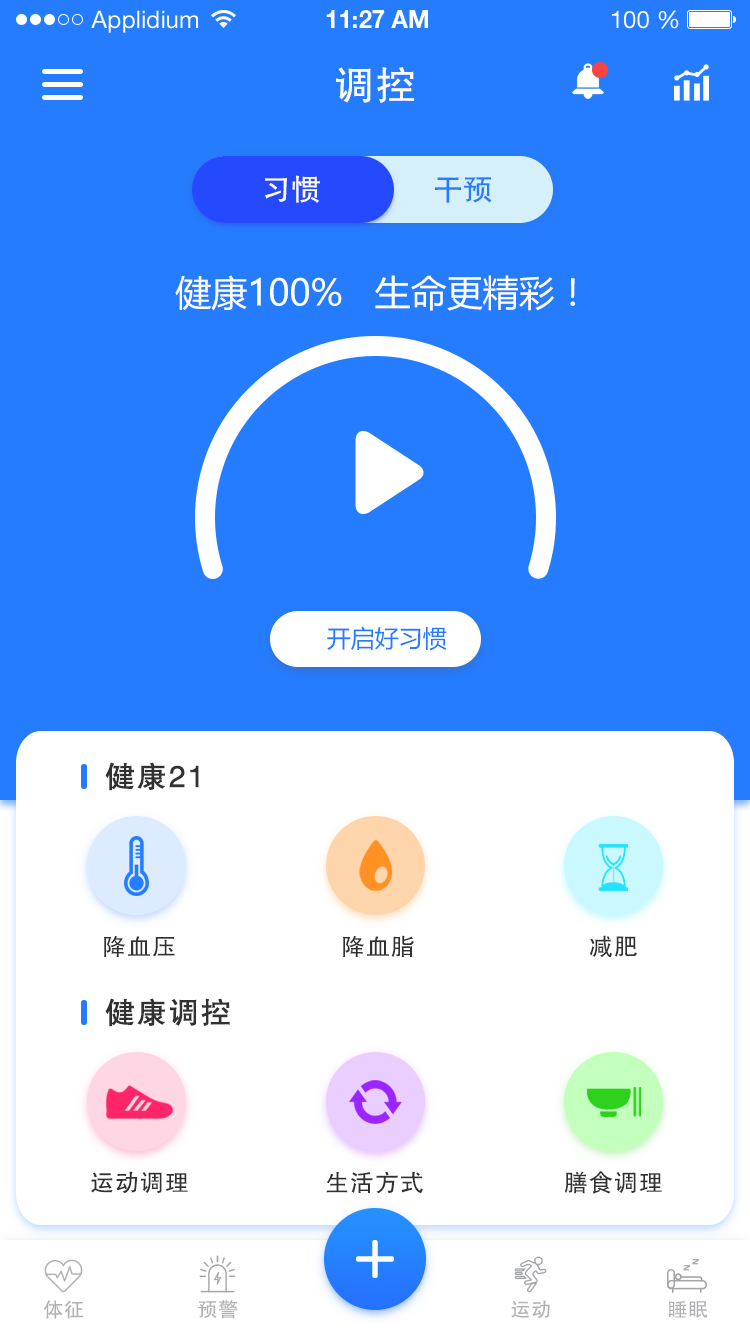 Applidium 11:27 AM 100 %
调控
习惯 干预
健康100% 生命更精彩！
开启好习惯
健康21
降血压 降血脂 减肥
健康调控
运动调理 生活方式 膳食调理
体征 预警 运动 睡眠